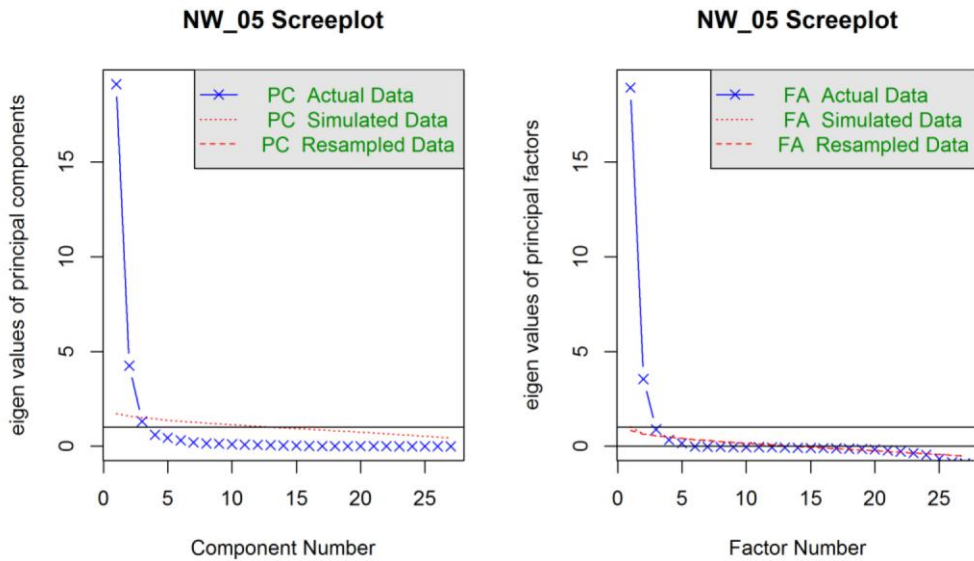 NW_05 Screeplot
eigen values of principal components
15
10
5
0
PC Actual Data
PC Simulated Data
PC Resampled Data
0 5 10 15 20 25
Component Number
NW_05 Screeplot
eigen values of principal factors
15
10
5
0
FA Actual Data
FA Simulated Data
FA Resampled Data
0 5 10 15 20 25
Factor Number